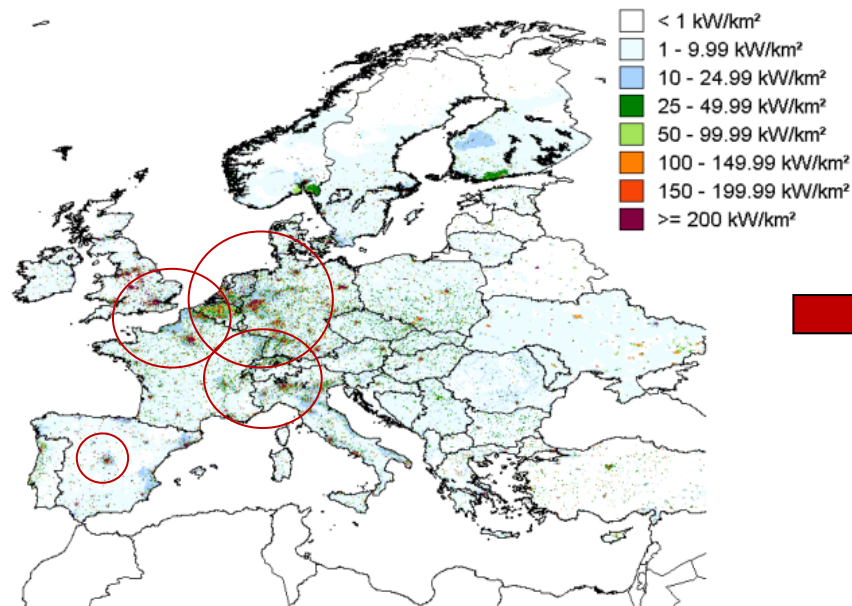 < 1 kW/km²
1 - 9.99 kW/km²
10 - 24.99 kW/km²
25 - 49.99 kW/km²
50 - 99.99 kW/km²
100 - 149.99 kW/km²
150 - 199.99 kW/km²
>= 200 kW/km²